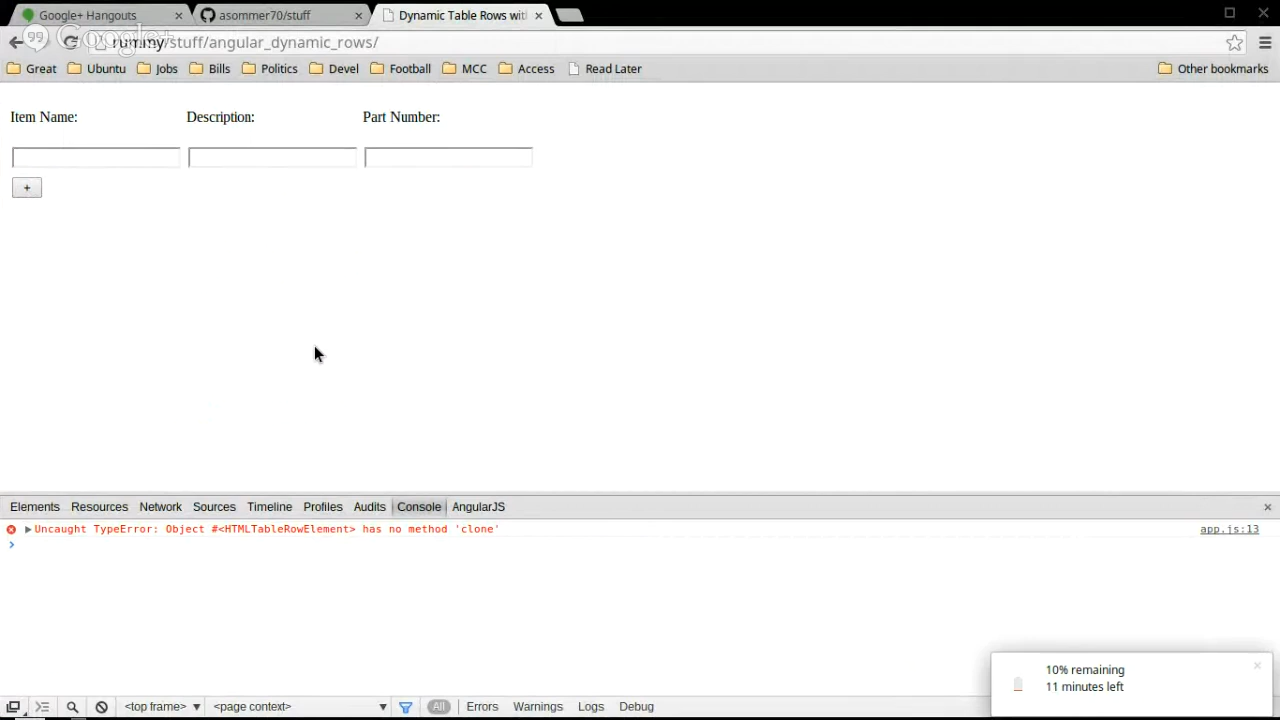 Google+ Hangouts × asommer70/stuff × Dynamic Table Rows wit ×
Google+
rummy/stuff/angular_dynamic_rows/
Great Ubuntu Jobs Bills Politics Devel Football MCC Access Read Later Other bookmarks
Item Name: Description: Part Number:
+
Elements Resources Network Sources Timeline Profiles Audits Console AngularJS ×
Uncaught TypeError: Object #<HTMLTableRowElement> has no method 'clone' app.js:13
>
10% remaining ×
11 minutes left
<top frame> <page context> All Errors Warnings Logs Debug